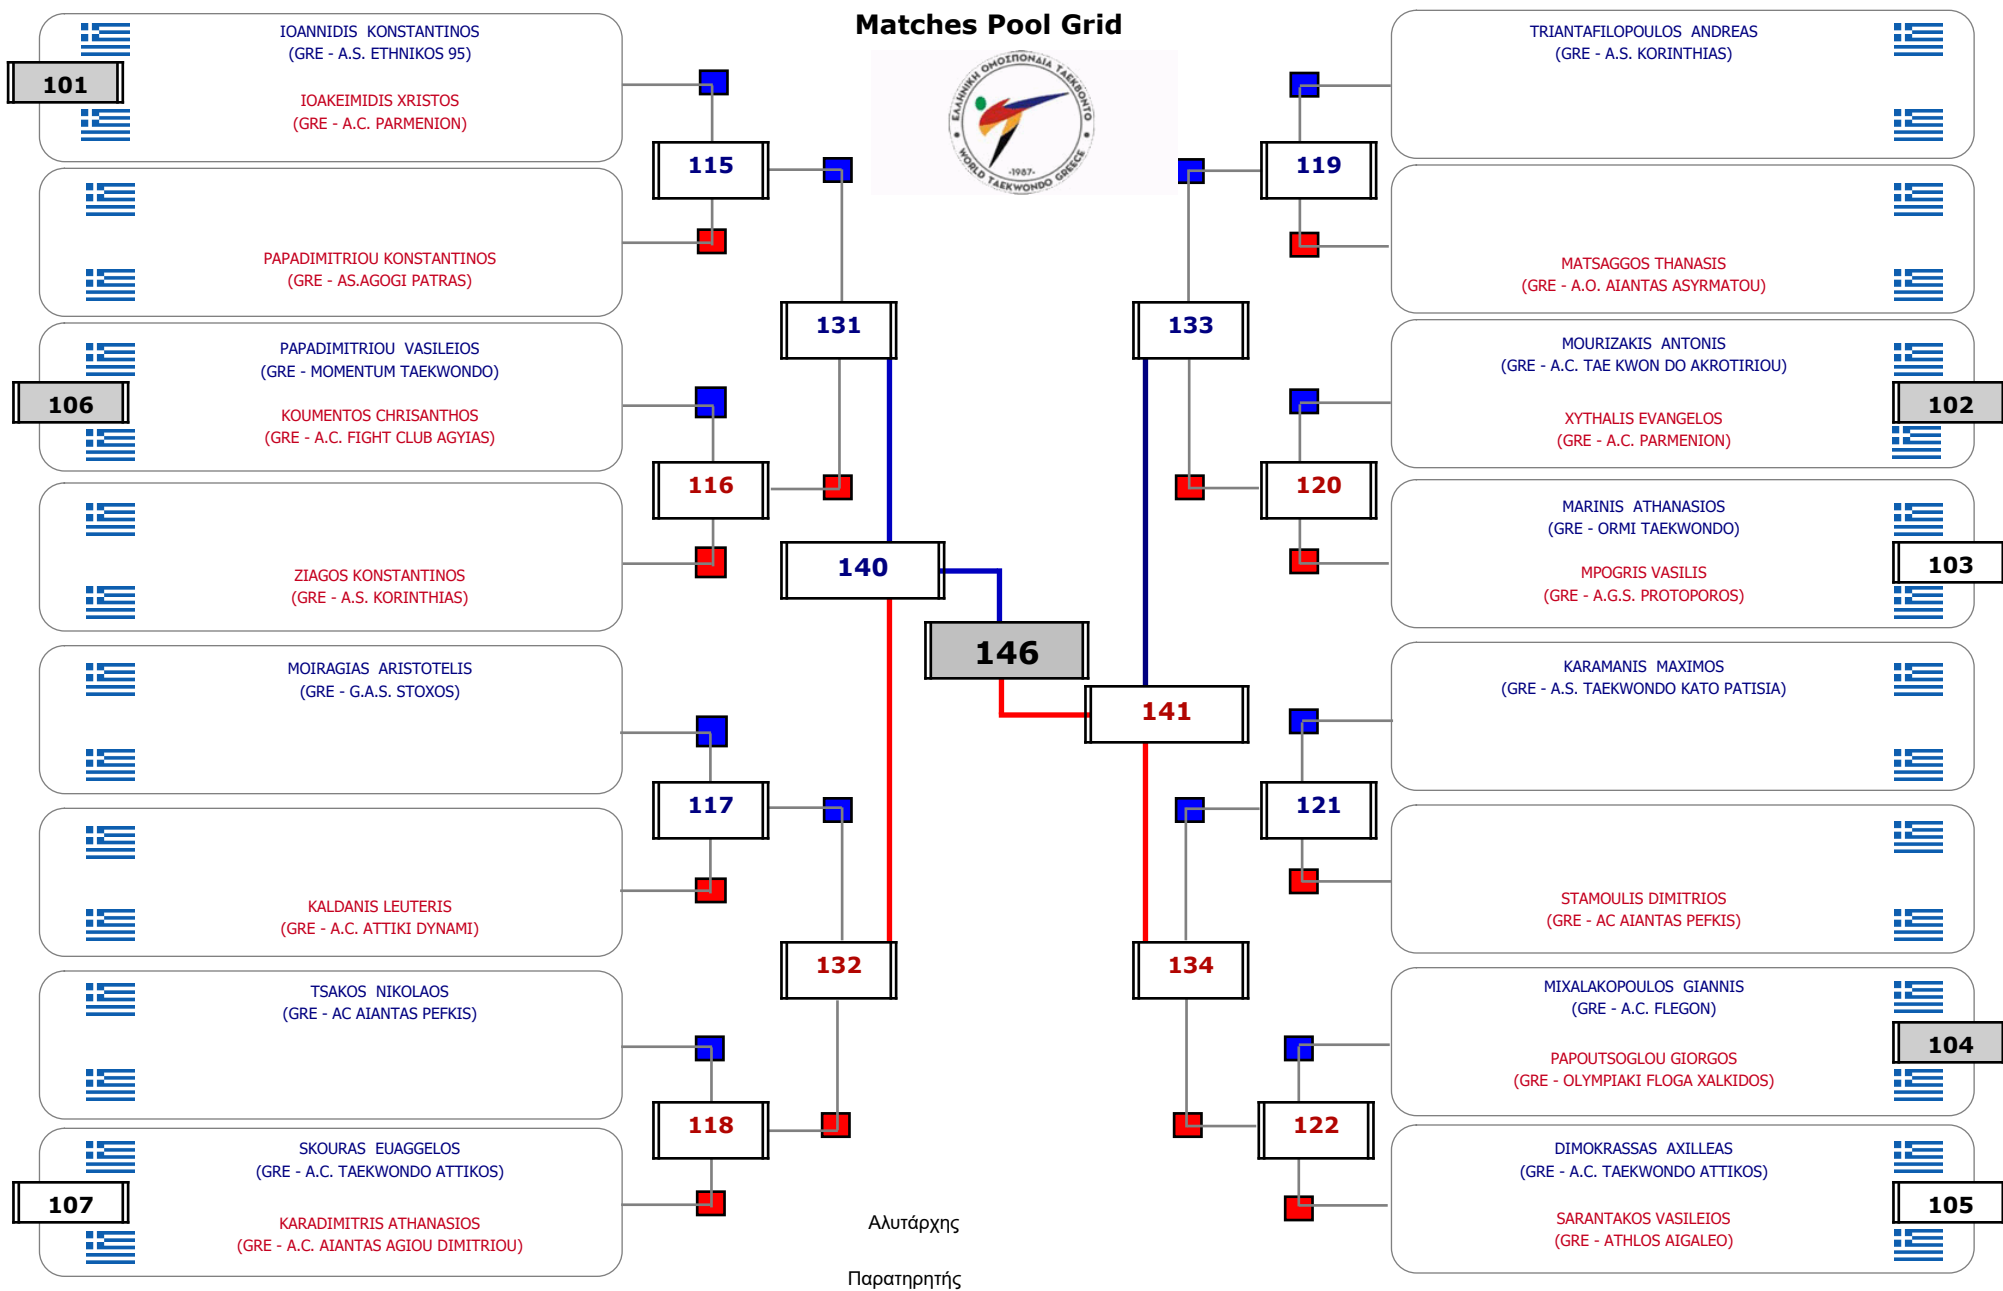 Matches Pool Grid
ΕΛΛΗΝΙΚΗ ΟΜΟΣΠΟΝΔΙΑ ΤΑΕΚΒΟΝΤΟ
·1987·
WORLD TAEKWONDO GREECE
IOANNIDIS  KONSTANTINOS
(GRE - A.S. ETHNIKOS 95)
101
IOAKEIMIDIS XRISTOS
(GRE - A.C. PARMENION)
115
PAPADIMITRIOU KONSTANTINOS
(GRE - AS.AGOGI PATRAS)
131
PAPADIMITRIOU  VASILEIOS
(GRE - MOMENTUM TAEKWONDO)
106
KOUMENTOS CHRISANTHOS
(GRE - A.C. FIGHT CLUB AGYIAS)
116
ZIAGOS KONSTANTINOS
(GRE - A.S. KORINTHIAS)
140
MOIRAGIAS  ARISTOTELIS
(GRE - G.A.S. STOXOS)
117
KALDANIS LEUTERIS
(GRE - A.C. ATTIKI DYNAMI)
132
TSAKOS  NIKOLAOS
(GRE - AC AIANTAS PEFKIS)
118
SKOURAS  EUAGGELOS
(GRE - A.C. TAEKWONDO ATTIKOS)
107
KARADIMITRIS ATHANASIOS
(GRE - A.C. AIANTAS AGIOU DIMITRIOU)
146
TRIANTAFILOPOULOS  ANDREAS
(GRE - A.S. KORINTHIAS)
119
MATSAGGOS THANASIS
(GRE - A.O. AIANTAS ASYRMATOU)
133
MOURIZAKIS  ANTONIS
(GRE - A.C. TAE KWON DO AKROTIRIOU)
102
XYTHALIS EVANGELOS
(GRE - A.C. PARMENION)
120
MARINIS  ATHANASIOS
(GRE - ORMI TAEKWONDO)
103
MPOGRIS VASILIS
(GRE - A.G.S. PROTOPOROS)
141
KARAMANIS  MAXIMOS
(GRE - A.S. TAEKWONDO KATO PATISIA)
121
STAMOULIS DIMITRIOS
(GRE - AC AIANTAS PEFKIS)
134
MIXALAKOPOULOS  GIANNIS
(GRE - A.C. FLEGON)
104
PAPOUTSOGLOU GIORGOS
(GRE - OLYMPIAKI FLOGA XALKIDOS)
122
DIMOKRASSAS  AXILLEAS
(GRE - A.C. TAEKWONDO ATTIKOS)
105
SARANTAKOS VASILEIOS
(GRE - ATHLOS AIGALEO)
Αλυτάρχης
Παρατηρητής